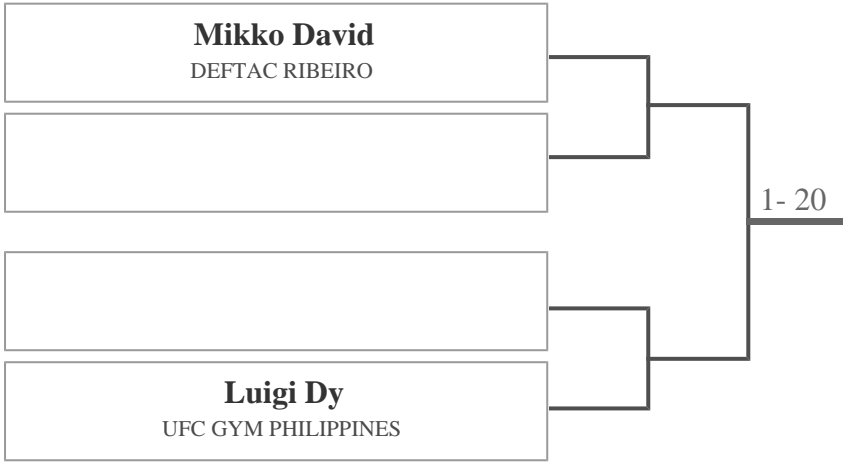 Mikko David
DEFTAC RIBEIRO
1- 20
Luigi Dy
UFC GYM PHILIPPINES